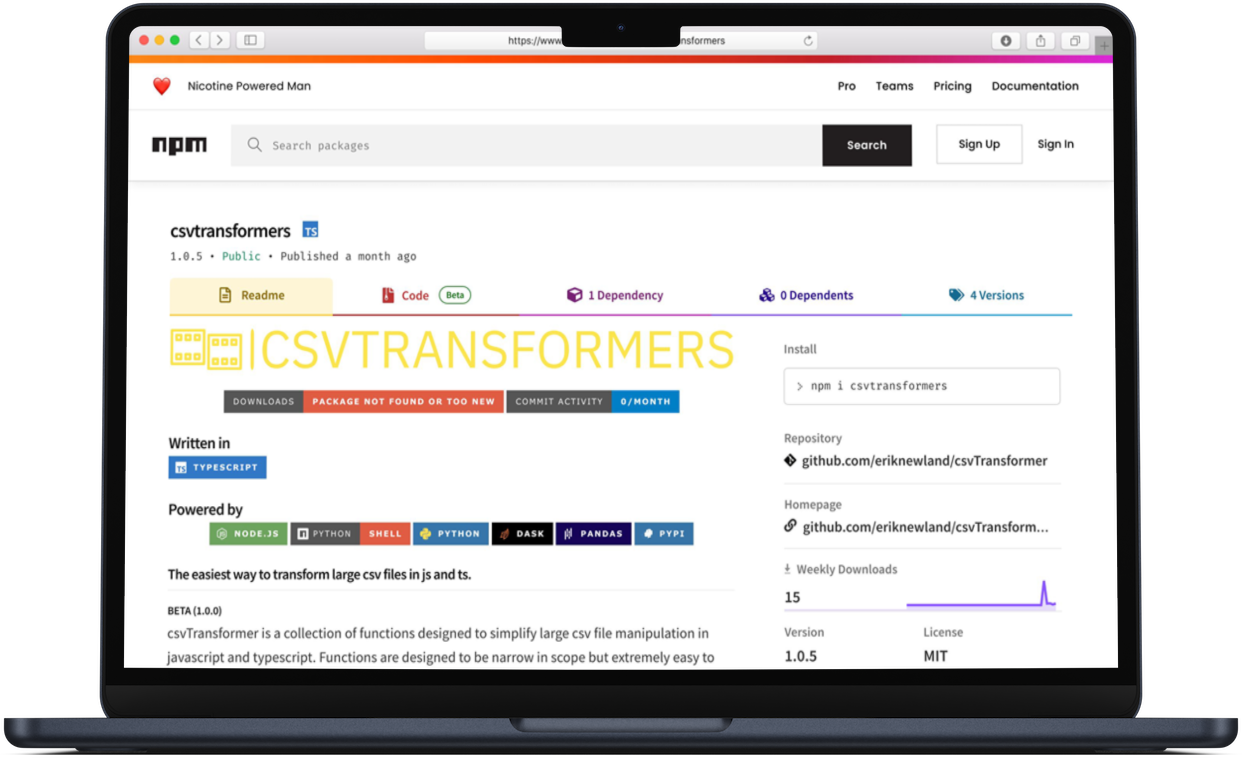 https://www nsformers
Nicotine Powered Man
Pro Teams Pricing Documentation
npm
Search packages
Search
Sign Up
Sign In
csvtransformers TS
1.0.5 • Public • Published a month ago
Readme
Code Beta
1 Dependency
0 Dependents
4 Versions
CSVTRANSFORMERS
DOWNLOADS PACKAGE NOT FOUND OR TOO NEW COMMIT ACTIVITY 0/MONTH
Written in
TS TYPESCRIPT
Powered by
NODE.JS n PYTHON SHELL PYTHON DASK PANDAS PYPI
The easiest way to transform large csv files in js and ts.
BETA (1.0.0)
csvTransformer is a collection of functions designed to simplify large csv file manipulation in
javascript and typescript. Functions are designed to be narrow in scope but extremely easy to
Install
> npm i csvtransformers
Repository
github.com/eriknewland/csvTransformer
Homepage
github.com/eriknewland/csvTransform...
Weekly Downloads
15
Version License
1.0.5 MIT